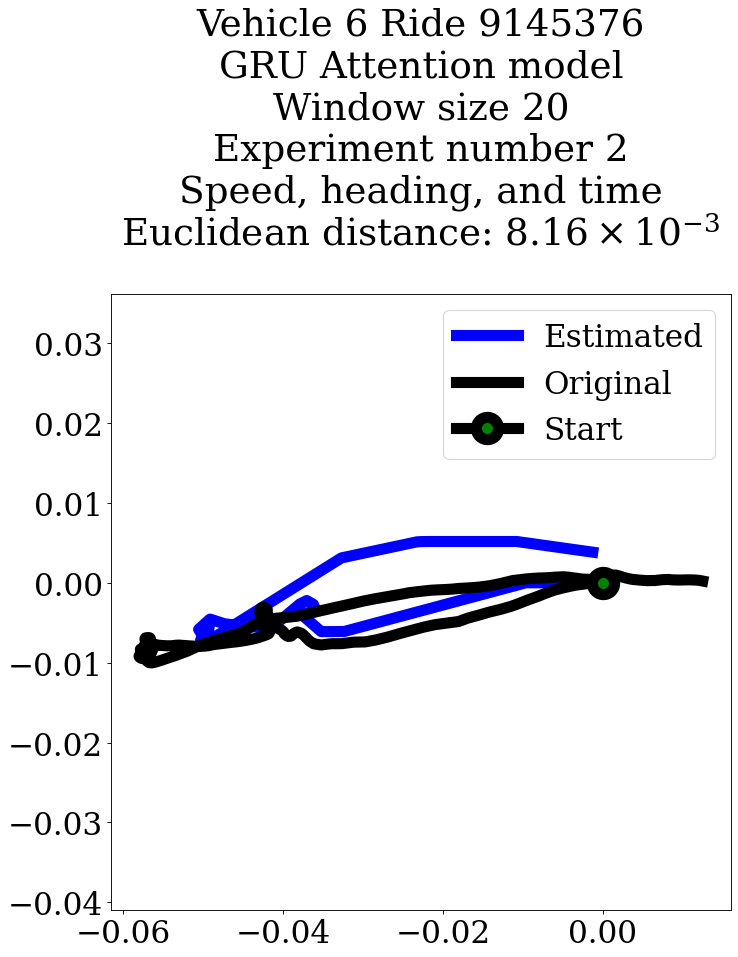 Vehicle 6 Ride 9145376
GRU Attention model
Window size 20
Experiment number 2
Speed, heading, and time
Euclidean distance: 8.16 × 10⁻³
Estimated
Original
Start
0.03
0.02
0.01
0.00
−0.01
−0.02
−0.03
−0.04
−0.06 −0.04 −0.02 0.00